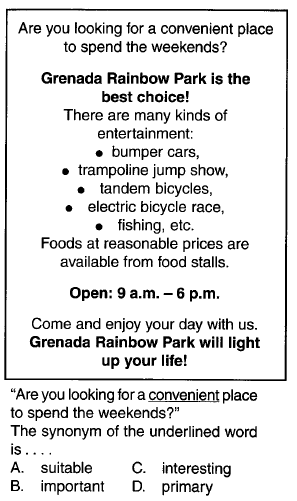 Are you looking for a convenient place
to spend the weekends?
Grenada Rainbow Park is the
best choice!
There are many kinds of
entertainment:
• bumper cars,
• trampoline jump show,
• tandem bicycles,
• electric bicycle race,
• fishing, etc.
Foods at reasonable prices are
available from food stalls.
Open: 9 a.m. – 6 p.m.
Come and enjoy your day with us.
Grenada Rainbow Park will light
up your life!
“Are you looking for a convenient place
to spend the weekends?”
The synonym of the underlined word
is . . . .
A. suitable C. interesting
B. important D. primary